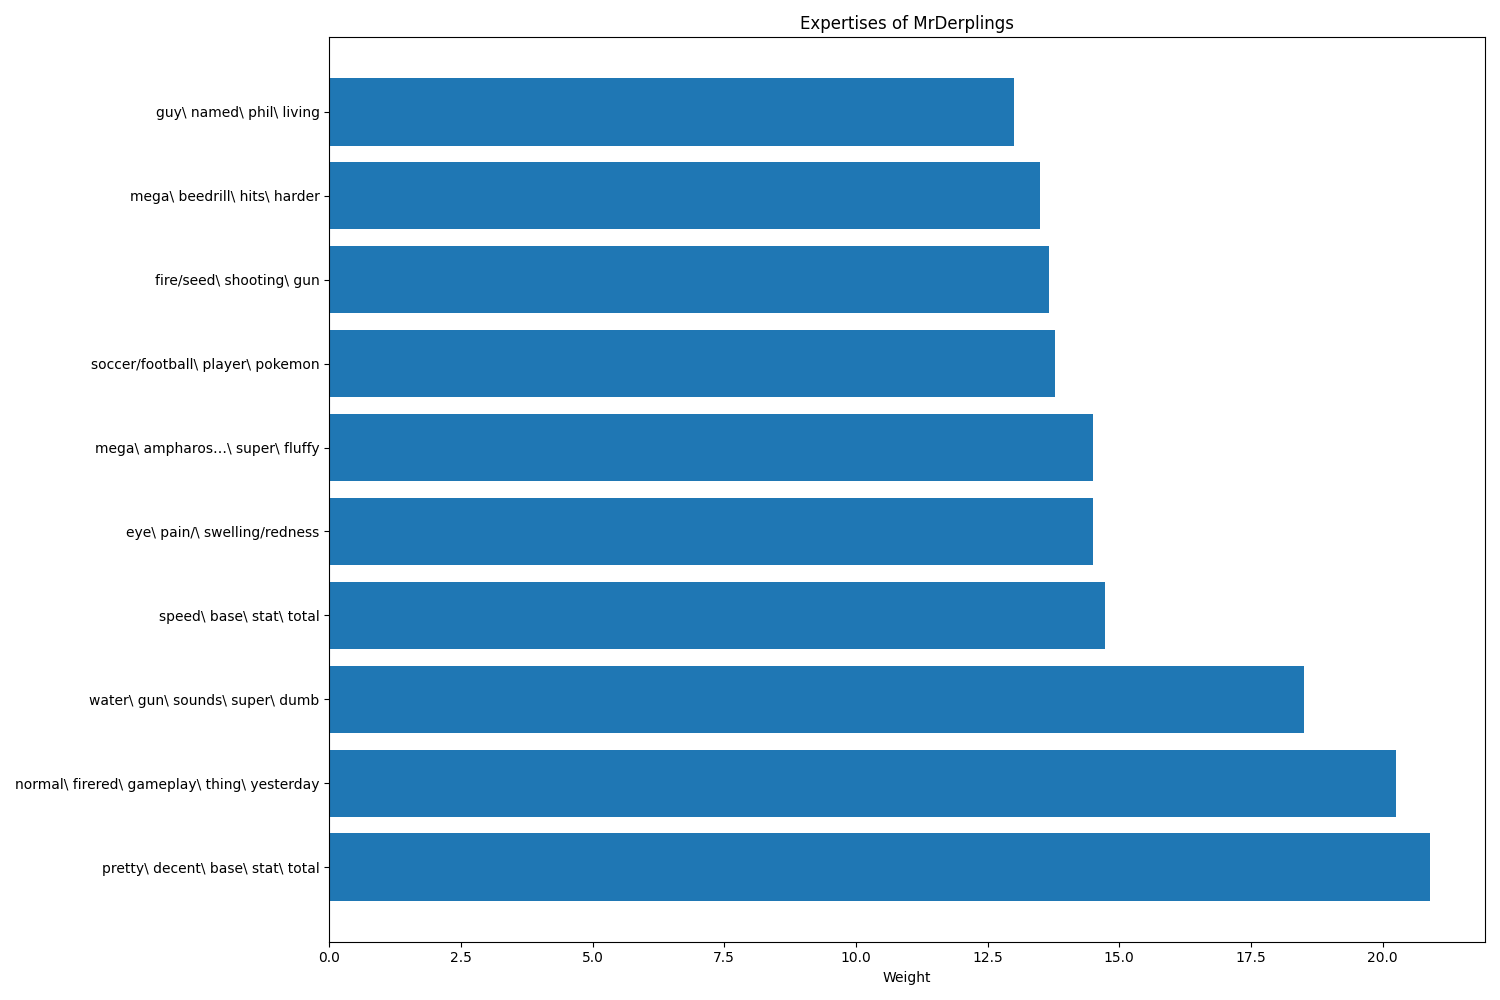 Expertises of MrDerplings
guy\ named\ phil\ living
mega\ beedrill\ hits\ harder
fire/seed\ shooting\ gun
soccer/football\ player\ pokemon
mega\ ampharos...\ super\ fluffy
eye\ pain/\ swelling/redness
speed\ base\ stat\ total
water\ gun\ sounds\ super\ dumb
normal\ firered\ gameplay\ thing\ yesterday
pretty\ decent\ base\ stat\ total
0.0 2.5 5.0 7.5 10.0 12.5 15.0 17.5 20.0
Weight